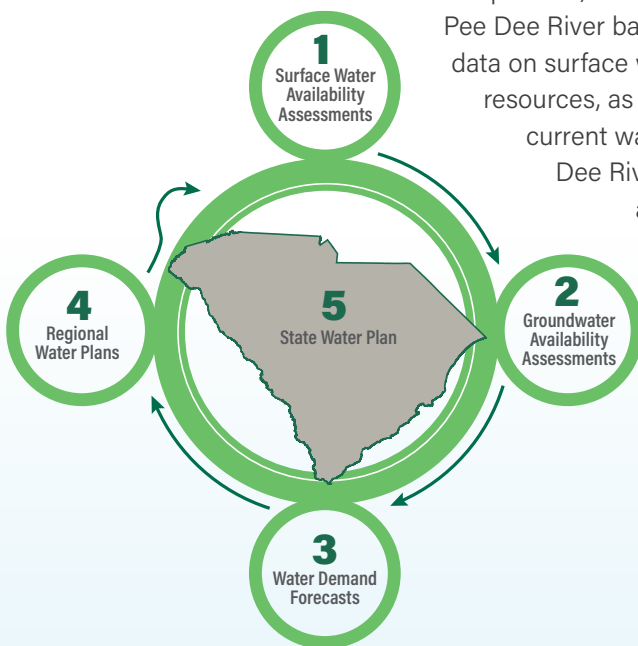 Pee Dee River ba
data on surface w
resources, as
current wa
Dee Riv
a
1
Surface Water
Availability
Assessments
2
Groundwater
Availability
Assessments
3
Water Demand
Forecasts
4
Regional
Water Plans
5
State Water Plan